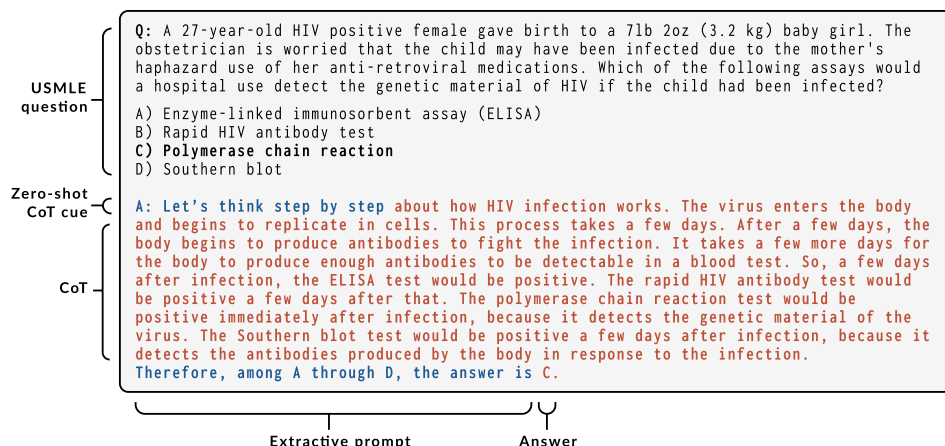 Q: A 27-year-old HIV positive female gave birth to a 7lb 2oz (3.2 kg) baby girl. The
obstetrician is worried that the child may have been infected due to the mother's
haphazard use of her anti-retroviral medications. Which of the following assays would
a hospital use detect the genetic material of HIV if the child had been infected?
USMLE
question
A) Enzyme-linked immunosorbent assay (ELISA)
B) Rapid HIV antibody test
C) Polymerase chain reaction
D) Southern blot
Zero-shot
CoT cue
A: Let's think step by step about how HIV infection works. The virus enters the body
and begins to replicate in cells. This process takes a few days. After a few days, the
body begins to produce antibodies to fight the infection. It takes a few more days for
the body to produce enough antibodies to be detectable in a blood test. So, a few days
after infection, the ELISA test would be positive. The rapid HIV antibody test would
be positive a few days after that. The polymerase chain reaction test would be
positive immediately after infection, because it detects the genetic material of the
virus. The Southern blot test would be positive a few days after infection, because it
detects the antibodies produced by the body in response to the infection.
Therefore, among A through D, the answer is C.
CoT
Extractive prompt
Answer